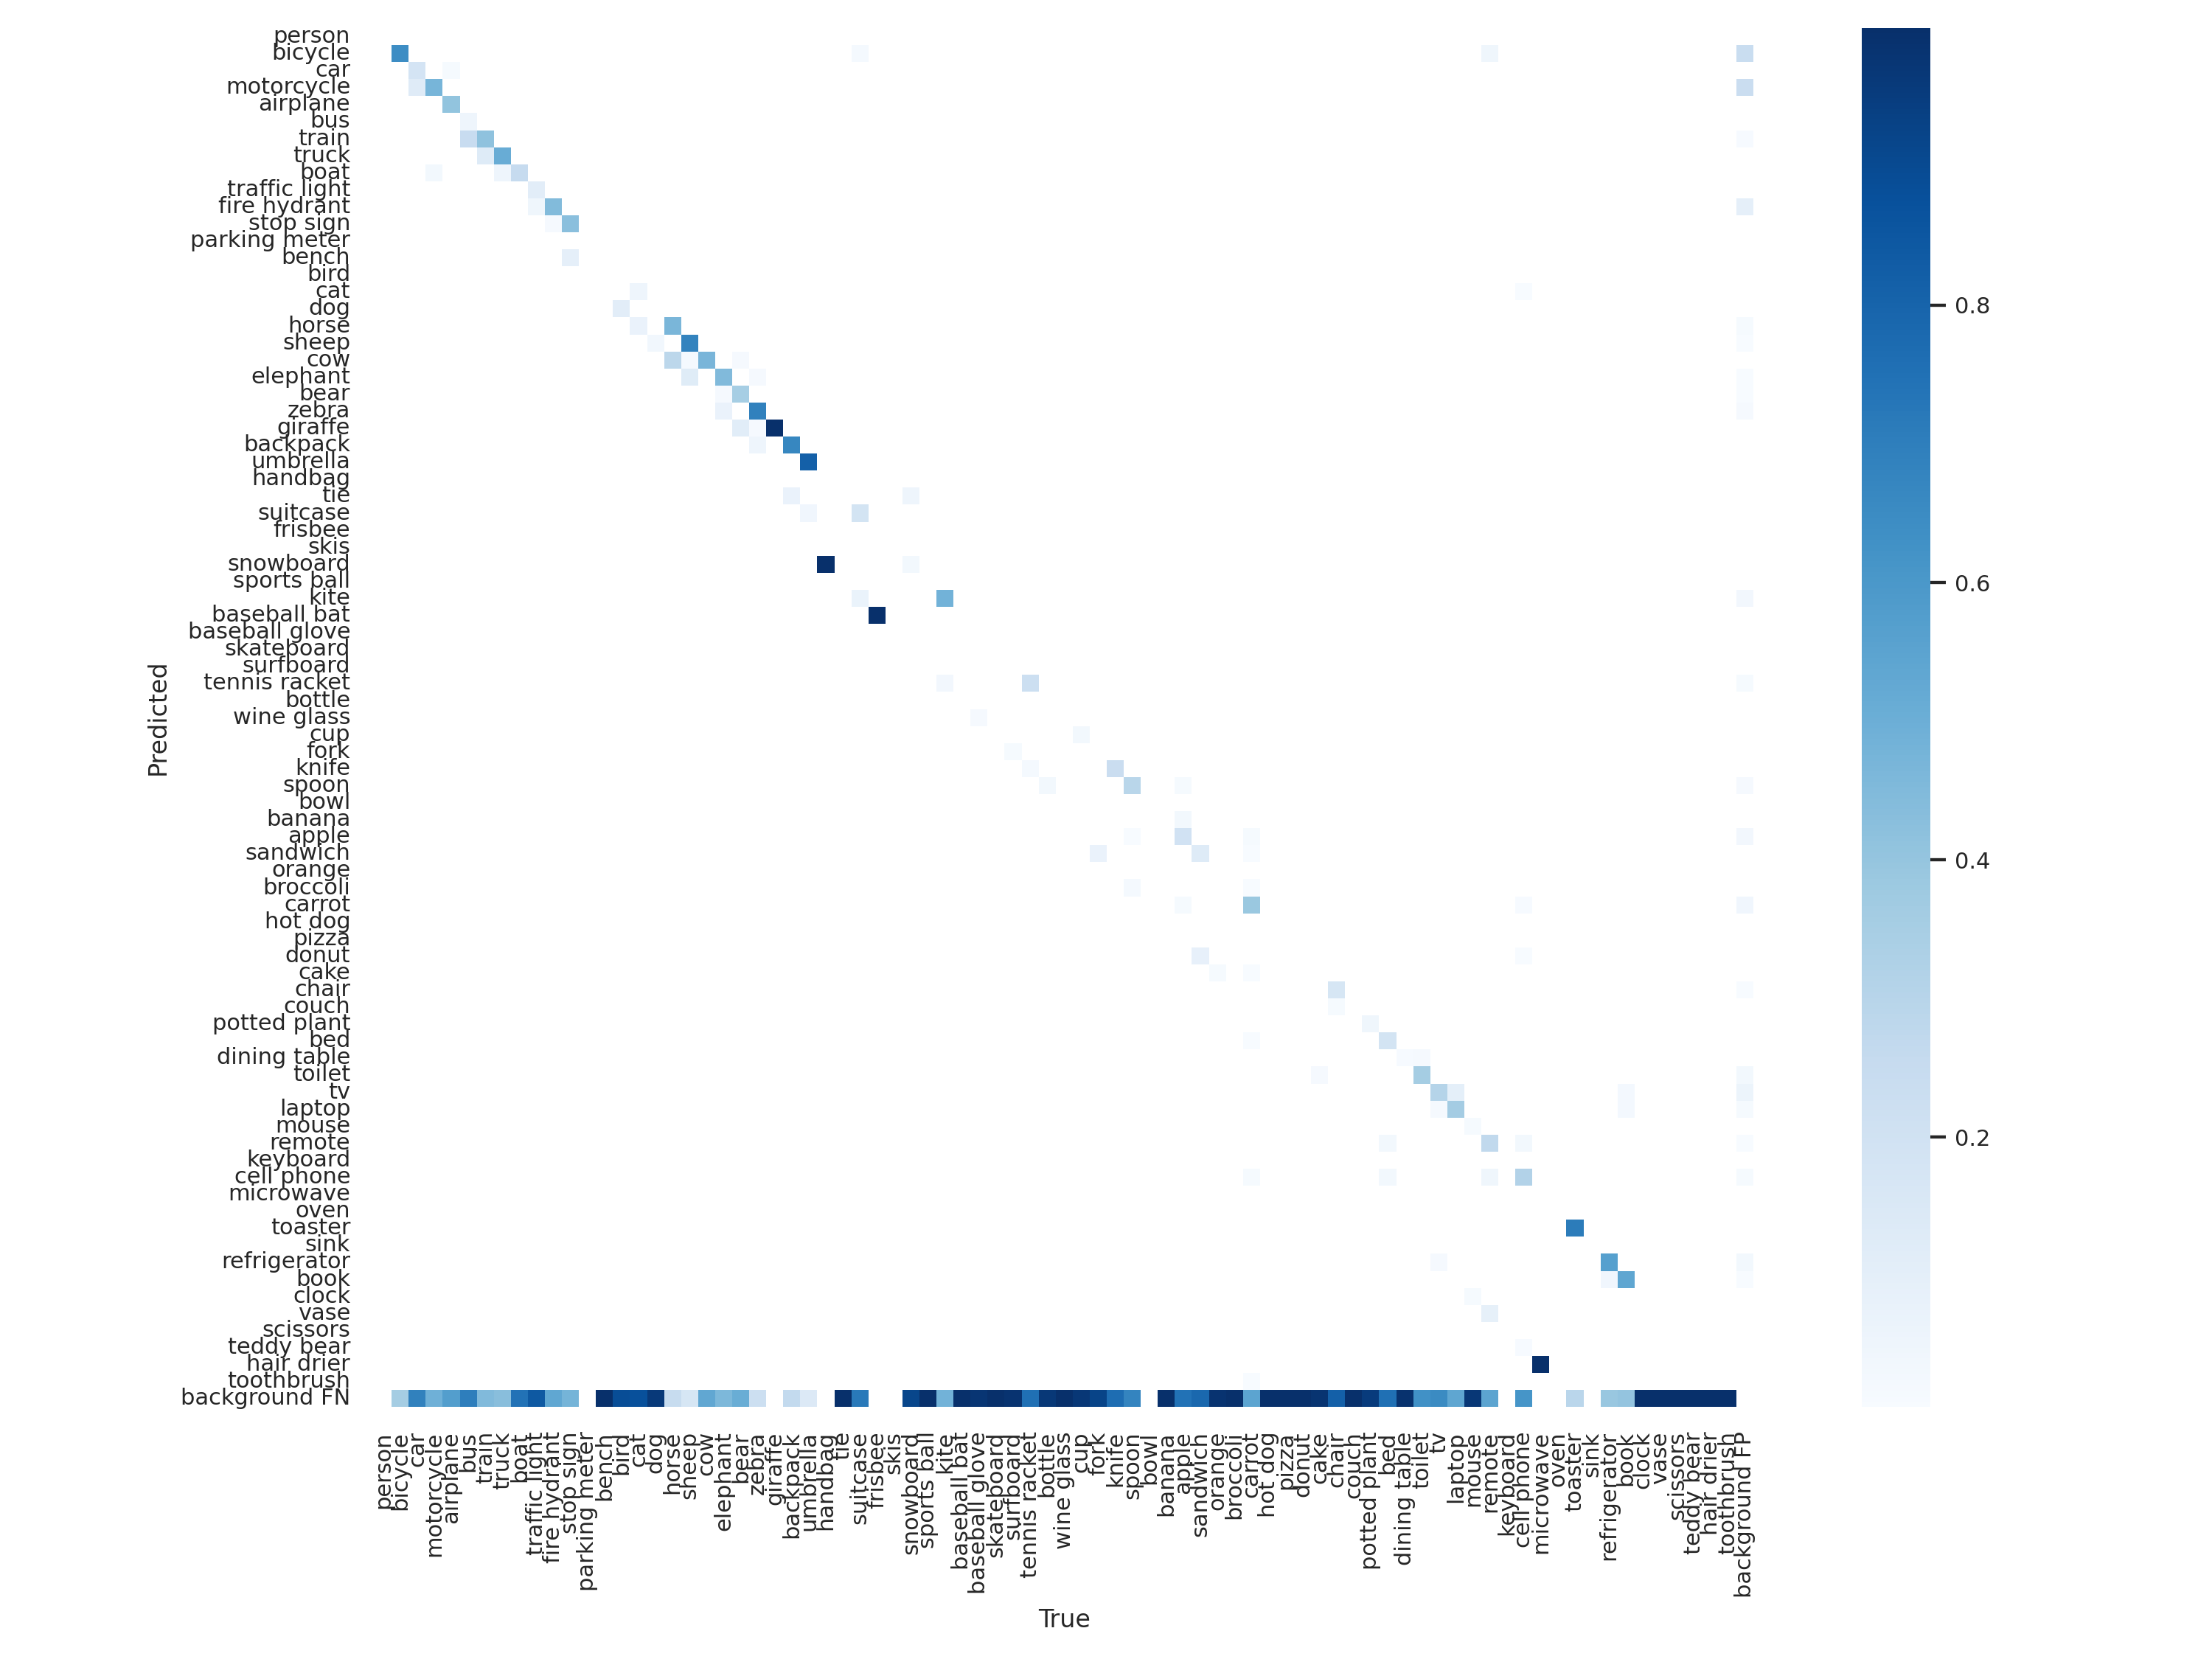 person
bicycle
car
motorcycle
airplane
bus
train
truck
boat
traffic light
fire hydrant
stop sign
parking meter
bench
bird
cat
dog
horse
sheep
cow
elephant
bear
zebra
giraffe
backpack
umbrella
handbag
tie
suitcase
frisbee
skis
snowboard
sports ball
kite
baseball bat
baseball glove
skateboard
surfboard
tennis racket
bottle
wine glass
cup
fork
knife
spoon
bowl
banana
apple
sandwich
orange
broccoli
carrot
hot dog
pizza
donut
cake
chair
couch
potted plant
bed
dining table
toilet
tv
laptop
mouse
remote
keyboard
cell phone
microwave
oven
toaster
sink
refrigerator
book
clock
vase
scissors
teddy bear
hair drier
toothbrush
background FN
Predicted
person
bicycle
car
motorcycle
airplane
bus
train
truck
boat
traffic light
fire hydrant
stop sign
parking meter
bench
bird
cat
dog
horse
sheep
cow
elephant
bear
zebra
giraffe
backpack
umbrella
handbag
tie
suitcase
frisbee
skis
snowboard
sports ball
kite
baseball bat
baseball glove
skateboard
surfboard
tennis racket
bottle
wine glass
cup
fork
knife
spoon
bowl
banana
apple
sandwich
orange
broccoli
carrot
hot dog
pizza
donut
cake
chair
couch
potted plant
bed
dining table
toilet
tv
laptop
mouse
remote
keyboard
cell phone
microwave
oven
toaster
sink
refrigerator
book
clock
vase
scissors
teddy bear
hair drier
toothbrush
background FP
True
0.8
0.6
0.4
0.2